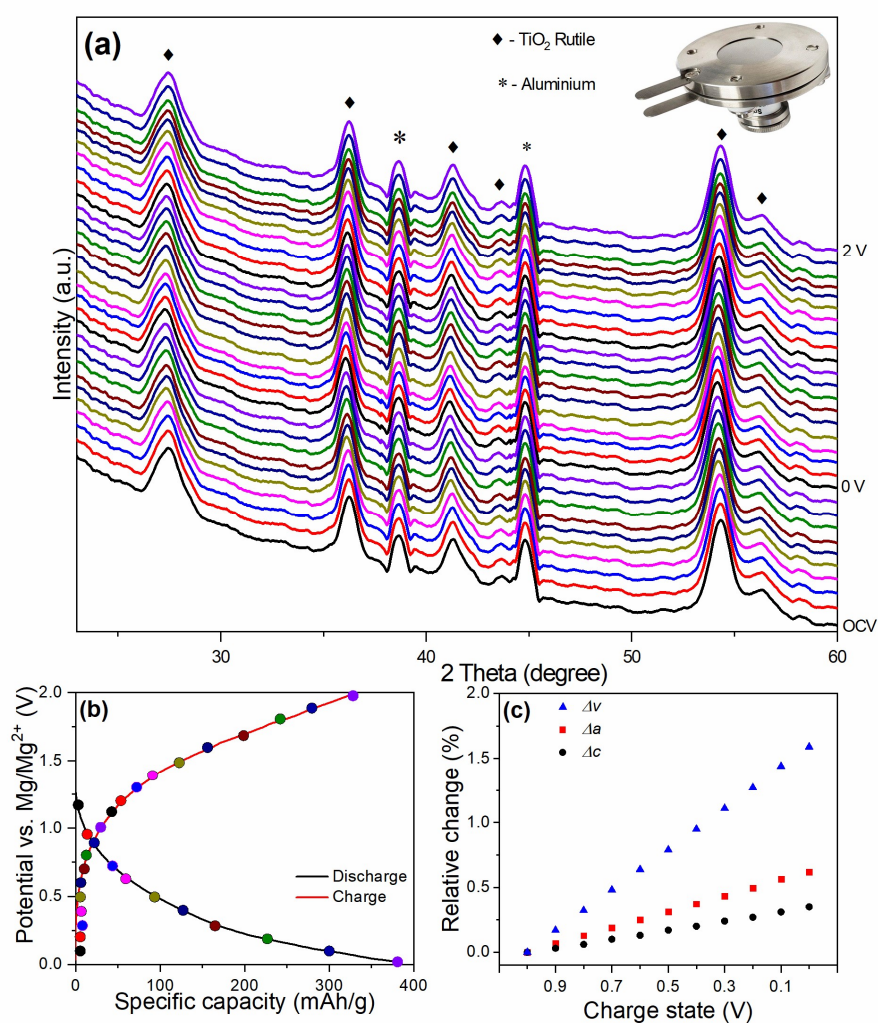 (a)
◆ - TiO₂ Rutile
* - Aluminium
2 V
0 V
OCV
Intensity (a.u.)
30
40
50
60
2 Theta (degree)
(b)
2.0
1.5
1.0
0.5
0.0
0
100
200
300
400
Potential vs. Mg/Mg²⁺ (V)
Specific capacity (mAh/g)
Discharge
Charge
(c)
Δv
Δa
Δc
2.0
1.5
1.0
0.5
0.0
0.9
0.7
0.5
0.3
0.1
Relative change (%)
Charge state (V)